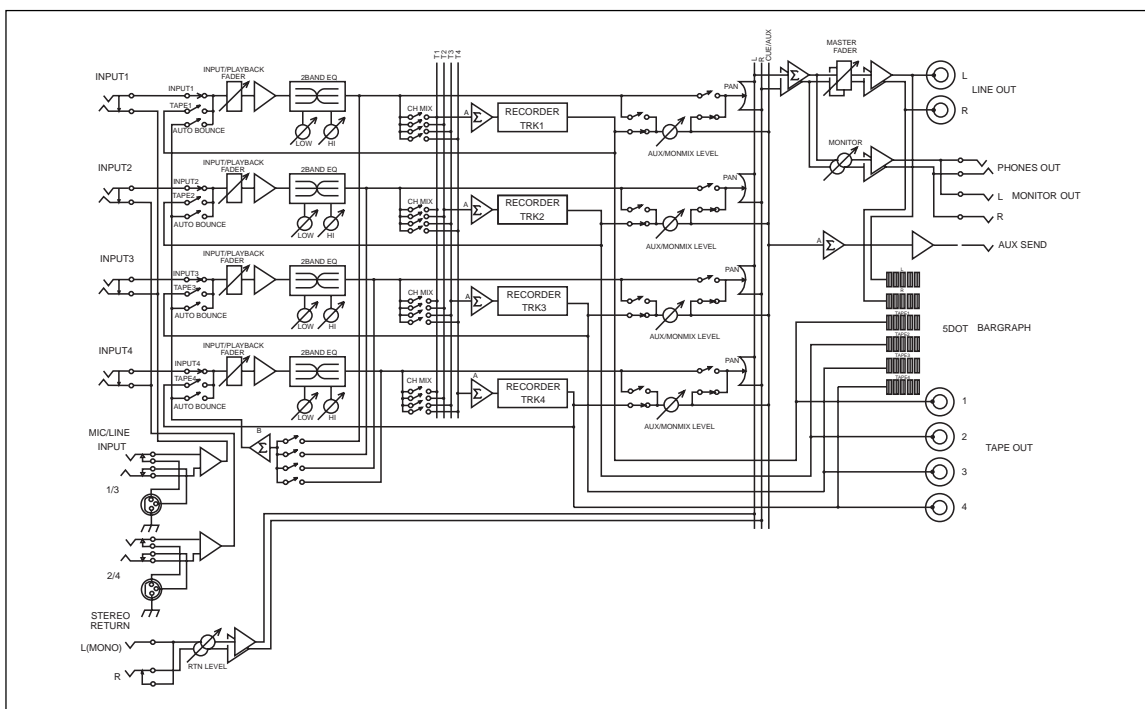 INPUT1
INPUT1
TAPE1
AUTO BOUNCE
INPUT/PLAYBACK
FADER
2BAND EQ
LOW
HI
T1
T2
T3
T4
CH MIX
A
Σ
RECORDER
TRK1
AUX/MONMIX LEVEL
PAN
L
R
CUE/AUX
Σ
MASTER
FADER
L
LINE OUT
R
INPUT2
INPUT2
TAPE2
AUTO BOUNCE
INPUT/PLAYBACK
FADER
2BAND EQ
LOW
HI
CH MIX
A
Σ
RECORDER
TRK2
AUX/MONMIX LEVEL
PAN
MONITOR
PHONES OUT
L
MONITOR OUT
R
A
Σ
AUX SEND
INPUT3
INPUT3
TAPE3
AUTO BOUNCE
INPUT/PLAYBACK
FADER
2BAND EQ
LOW
HI
CH MIX
A
Σ
RECORDER
TRK3
AUX/MONMIX LEVEL
PAN
L
R
TAPE1
TAPE2
TAPE3
TAPE4
5DOT BARGRAPH
INPUT4
INPUT4
TAPE4
AUTO BOUNCE
INPUT/PLAYBACK
FADER
2BAND EQ
LOW
HI
CH MIX
A
Σ
RECORDER
TRK4
AUX/MONMIX LEVEL
PAN
B
Σ
1
2
TAPE OUT
3
4
MIC/LINE
INPUT
1/3
2/4
STEREO
RETURN
L(MONO)
R
RTN LEVEL